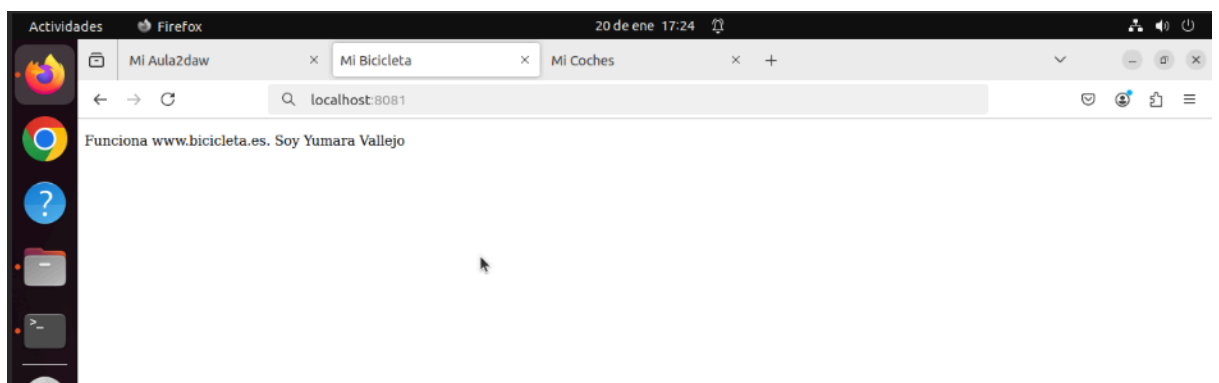 Actividades Firefox 20 de ene 17:24
Mi Aula2daw Mi Bicicleta Mi Coches
localhost:8081
Funciona www.bicicleta.es. Soy Yumara Vallejo